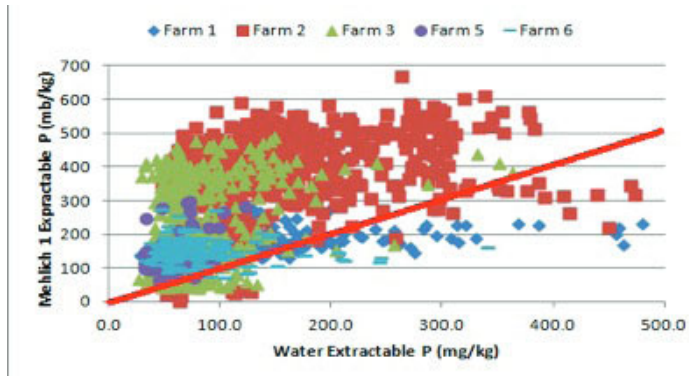 Farm 1 Farm 2 Farm 3 Farm 5 Farm 6
Mehlich 1 Expractable P (mb/kg)
700
600
500
400
300
200
100
0
0.0 100.0 200.0 300.0 400.0 500.0
Water Extractable P (mg/kg)